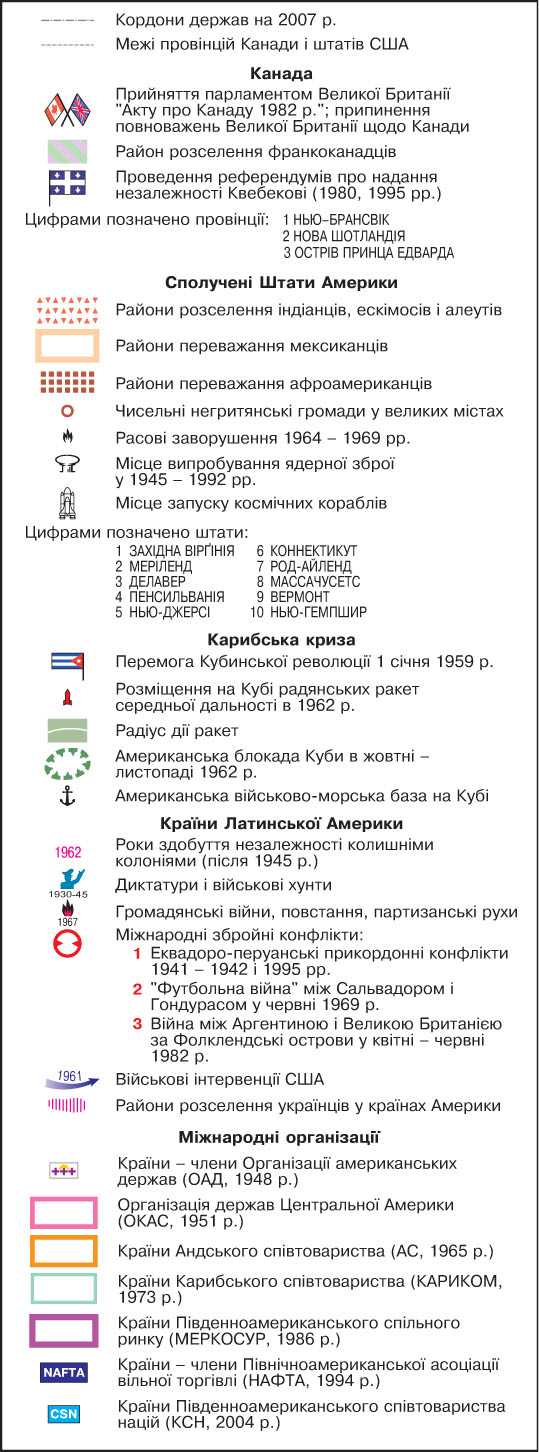 Кордони держав на 2007 р.
Межі провінцій Канади і штатів США
Канада
Прийняття парламентом Великої Британії
"Акту про Канаду 1982 р."; припинення
повноважень Великої Британії щодо Канади
Район розселення франкоканадців
Проведення референдумів про надання
незалежності Квебекові (1980, 1995 рр.)
Цифрами позначено провінції: 1 НЬЮ–БРАНСВІК
2 НОВА ШОТЛАНДІЯ
3 ОСТРІВ ПРИНЦА ЕДВАРДА
Сполучені Штати Америки
Райони розселення індіанців, ескімосів і алеутів
Райони переважання мексиканців
Райони переважання афроамериканців
Чисельні негритянські громади у великих містах
Расові заворушення 1964 – 1969 рр.
Місце випробування ядерної зброї
у 1945 – 1992 рр.
Місце запуску космічних кораблів
Цифрами позначено штати:
1 ЗАХІДНА ВІРҐІНІЯ 6 КОННЕКТИКУТ
2 МЕРІЛЕНД 7 РОД-АЙЛЕНД
3 ДЕЛАВЕР 8 МАССАЧУСЕТС
4 ПЕНСИЛЬВАНІЯ 9 ВЕРМОНТ
5 НЬЮ-ДЖЕРСІ 10 НЬЮ-ГЕМПШИР
Карибська криза
Перемога Кубинської революції 1 січня 1959 р.
Розміщення на Кубі радянських ракет
середньої дальності в 1962 р.
Радіус дії ракет
Американська блокада Куби в жовтні –
листопаді 1962 р.
Американська військово-морська база на Кубі
Країни Латинської Америки
1962 Роки здобуття незалежності колишніми
колоніями (після 1945 р.)
Диктатури і військові хунти
1930-45
Громадянські війни, повстання, партизанські рухи
1967
Міжнародні збройні конфлікти:
1 Еквадоро-перуанські прикордонні конфлікти
1941 – 1942 і 1995 рр.
2 "Футбольна війна" між Сальвадором і
Гондурасом у червні 1969 р.
3 Війна між Аргентиною і Великою Британією
за Фолклендські острови у квітні – червні
1982 р.
1961 Військові інтервенції США
Райони розселення українців у країнах Америки
Міжнародні організації
Країни – члени Організації американських
держав (ОАД, 1948 р.)
Організація держав Центральної Америки
(ОКАС, 1951 р.)
Країни Андського співтовариства (АС, 1965 р.)
Країни Карибського співтовариства (КАРИКОМ,
1973 р.)
Країни Південноамериканського спільного
ринку (МЕРКОСУР, 1986 р.)
NAFTA Країни – члени Північноамериканської асоціації
вільної торгівлі (НАФТА, 1994 р.)
CSN Країни Південноамериканського співтовариства
націй (КСН, 2004 р.)